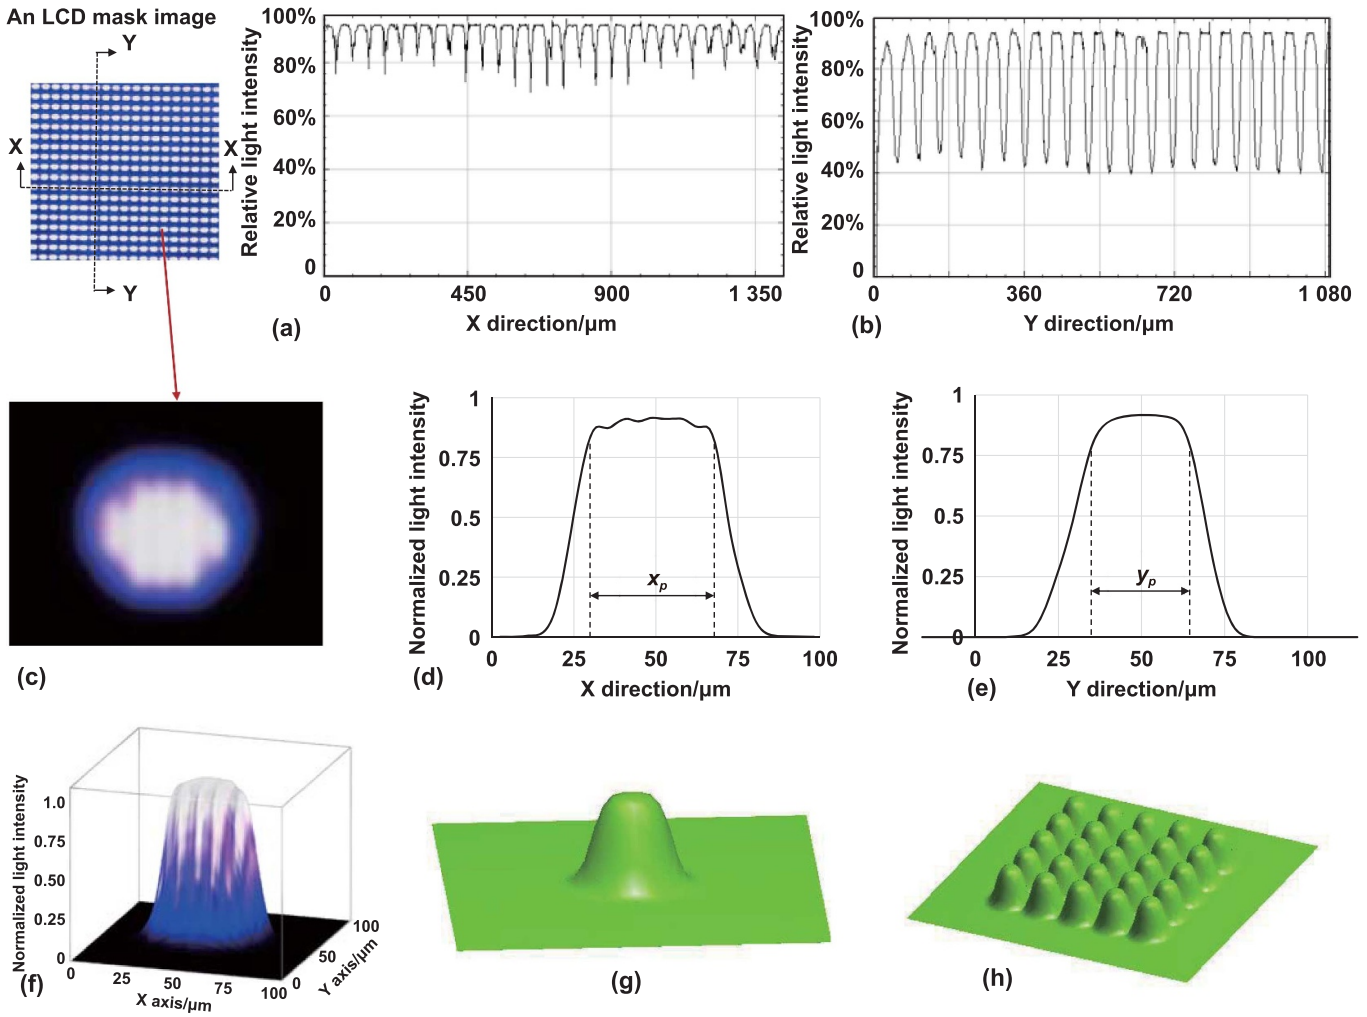 An LCD mask image
Y
X
X
Y
Relative light intensity
100%
80%
60%
40%
20%
0
0
450
900
1 350
X direction/µm
(a)
Relative light intensity
100%
80%
60%
40%
20%
0
0
360
720
1 080
Y direction/µm
(b)
(c)
Normalized light intensity
1
0.75
0.5
0.25
0
xp
0
25
50
75
100
X direction/µm
(d)
Normalized light intensity
1
0.75
0.5
0.25
0
yp
0
25
50
75
100
Y direction/µm
(e)
Normalized light intensity
1.0
0.75
0.50
0.25
0
0
25
50
75
100
X axis/µm
0
50
100
Y axis/µm
(f)
(g)
(h)